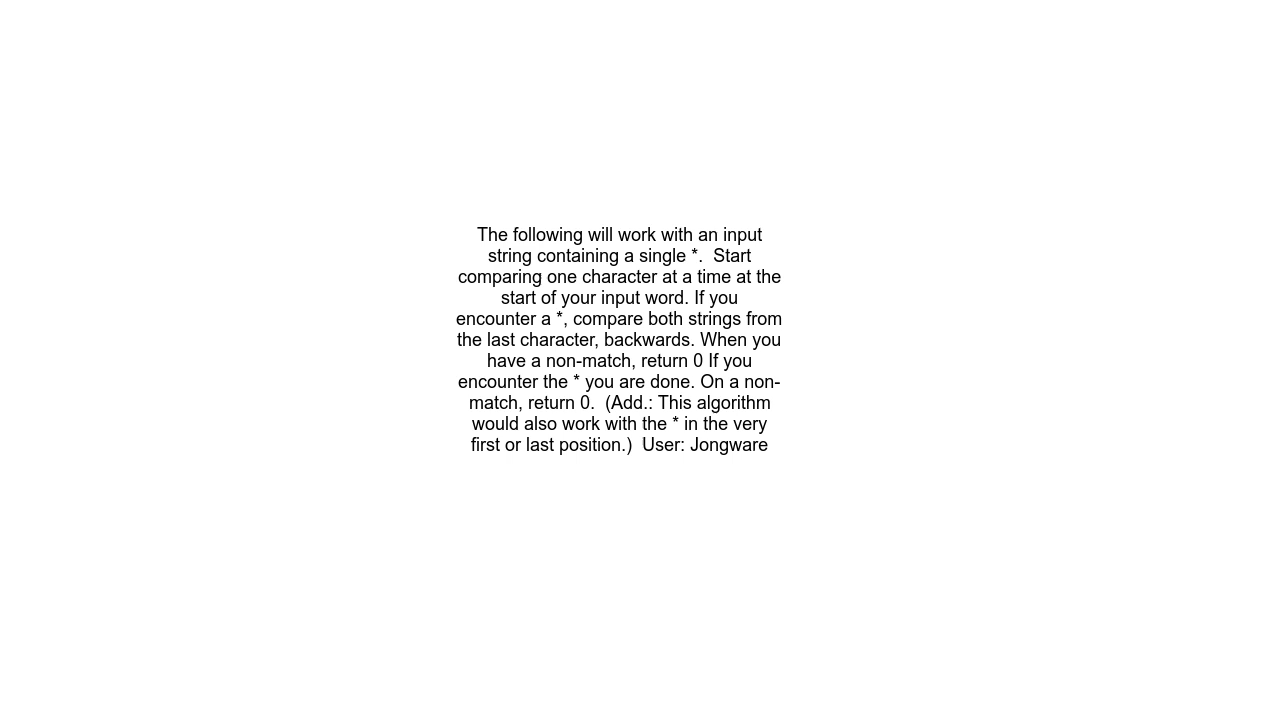 The following will work with an input
string containing a single *.  Start
comparing one character at a time at the
start of your input word. If you
encounter a *, compare both strings from
the last character, backwards. When you
have a non-match, return 0 If you
encounter the * you are done. On a non-
match, return 0.  (Add.: This algorithm
would also work with the * in the very
first or last position.)  User: Jongware